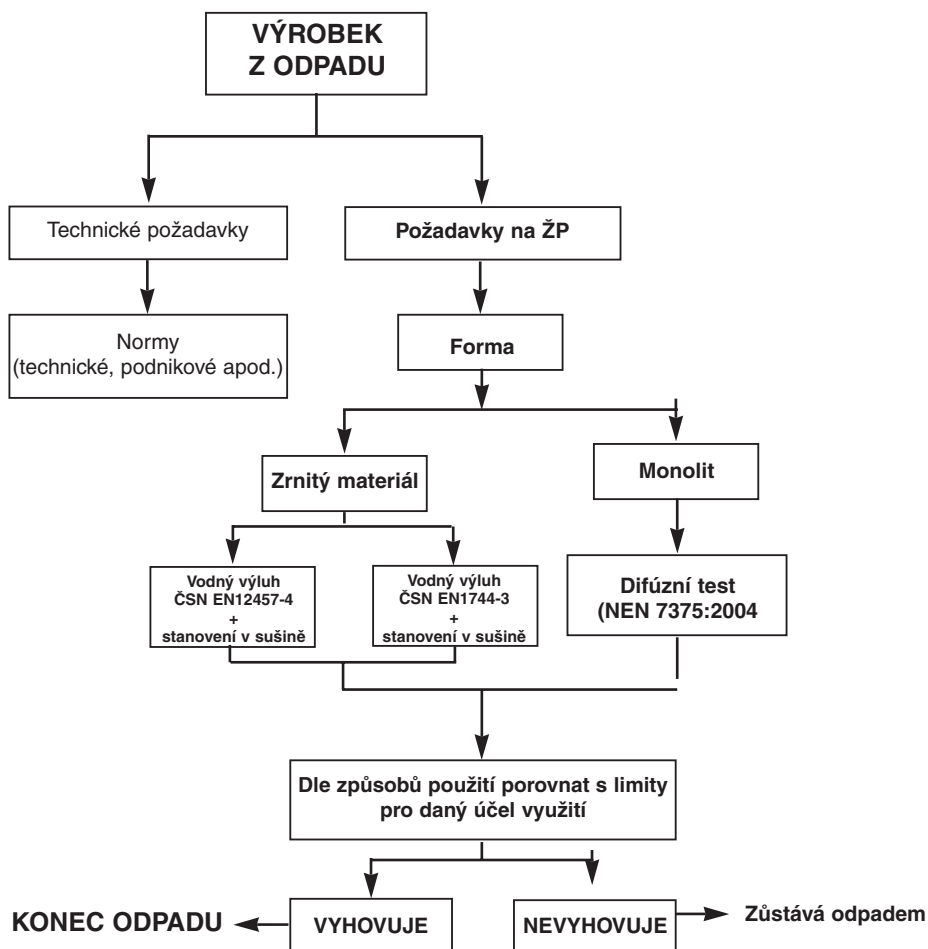 VÝROBEK
Z ODPADU
Technické požadavky
Požadavky na ŽP
Normy
(technické, podnikové apod.)
Forma
Zrnitý materiál
Monolit
Vodný výluh
ČSN EN12457-4
+
stanovení v sušině
Vodný výluh
ČSN EN1744-3
+
stanovení v sušině
Difúzní test
(NEN 7375:2004
Dle způsobů použití porovnat s limity
pro daný účel využití
KONEC ODPADU
VYHOVUJE
NEVYHOVUJE
Zůstává odpadem